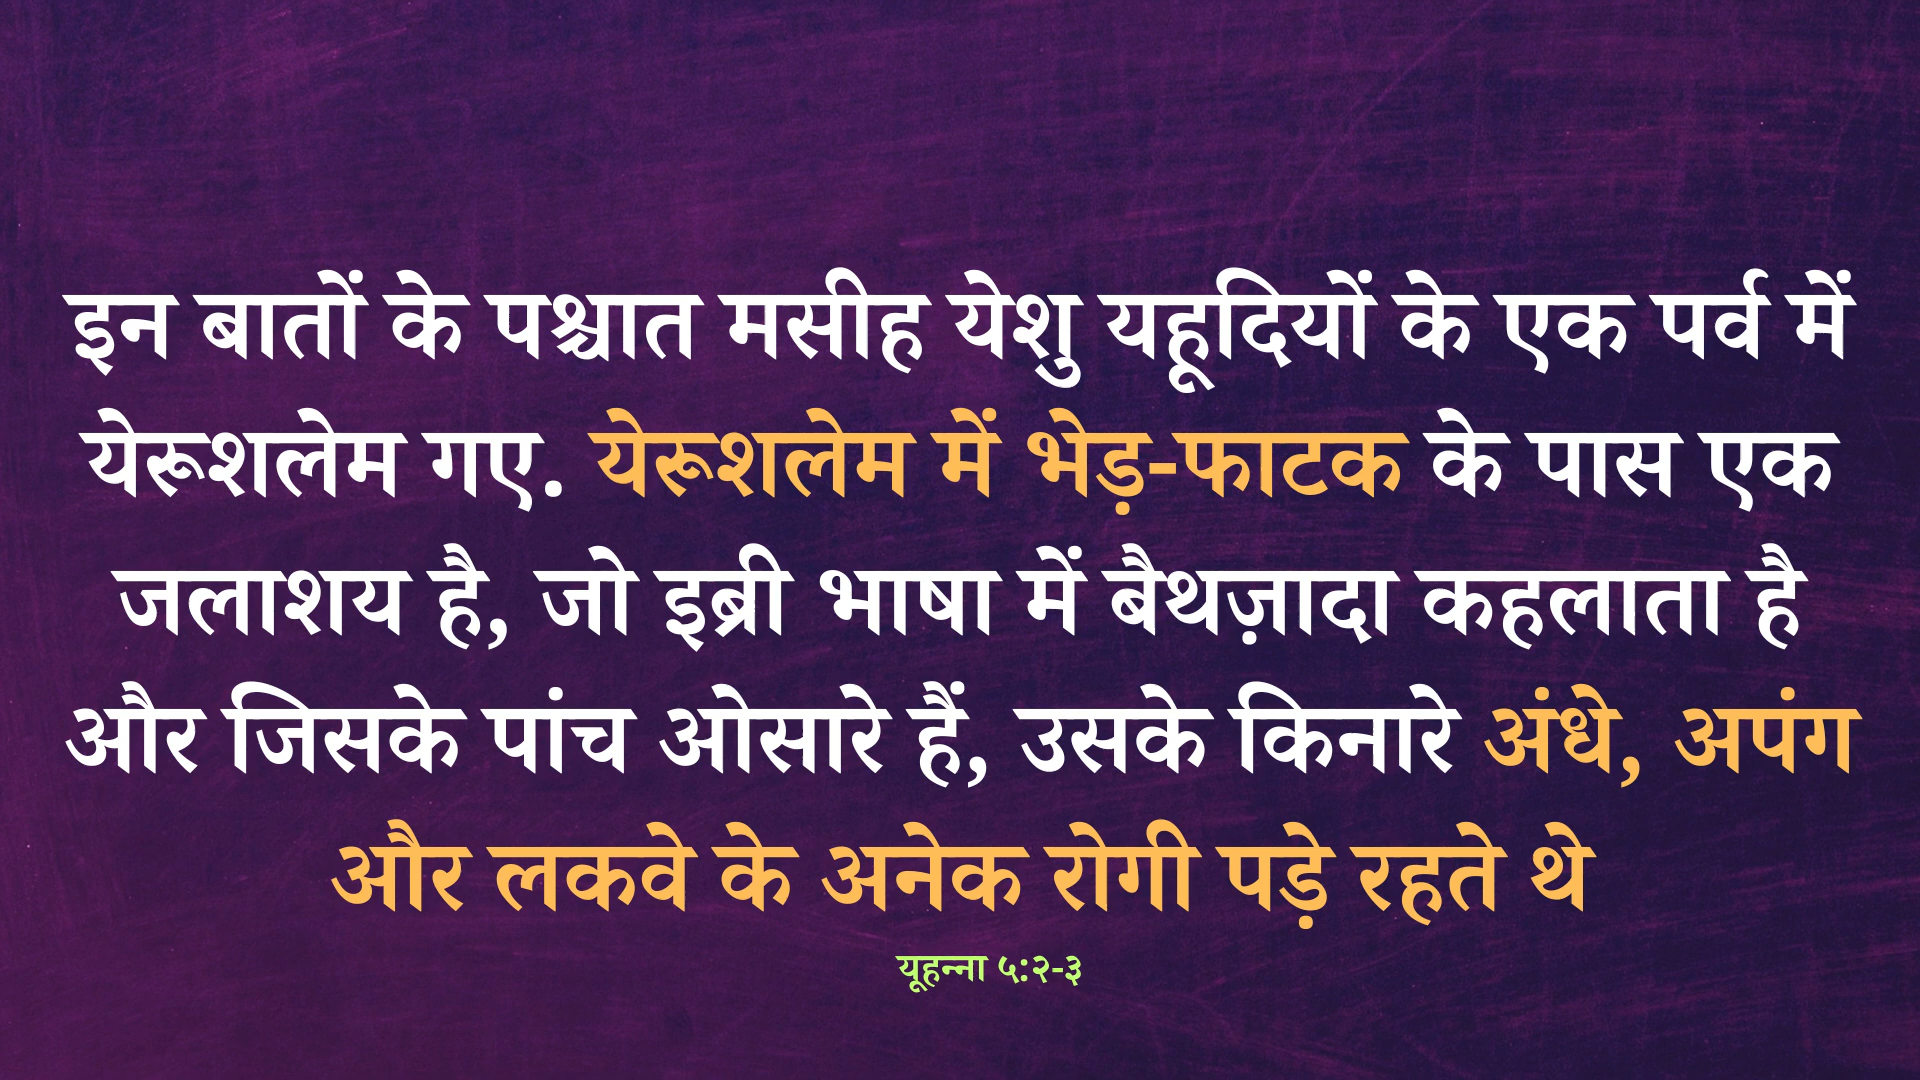 इन बातों के पश्चात मसीह येशु यहूदियों के एक पर्व में
येरूशलेम गए. येरूशलेम में भेड़-फाटक के पास एक
जलाशय है, जो इब्री भाषा में बैथज़ादा कहलाता है
और जिसके पांच ओसारे हैं, उसके किनारे अंधे, अपंग
और लकवे के अनेक रोगी पड़े रहते थे
यूहन्ना ५:२-३